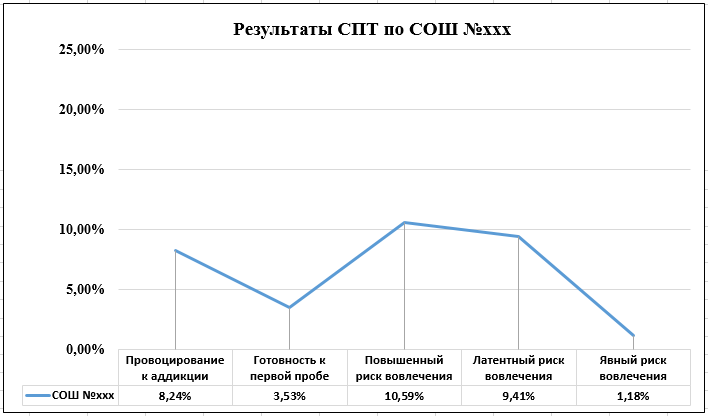 Результаты СПТ по СОШ №xxx
25,00%
20,00%
15,00%
10,00%
5,00%
0,00%
Провоцирование Готовность к Повышенный Латентный риск Явный риск
к аддикции первой пробе риск вовлечения вовлечения вовлечения
СОШ №xxx 8,24% 3,53% 10,59% 9,41% 1,18%